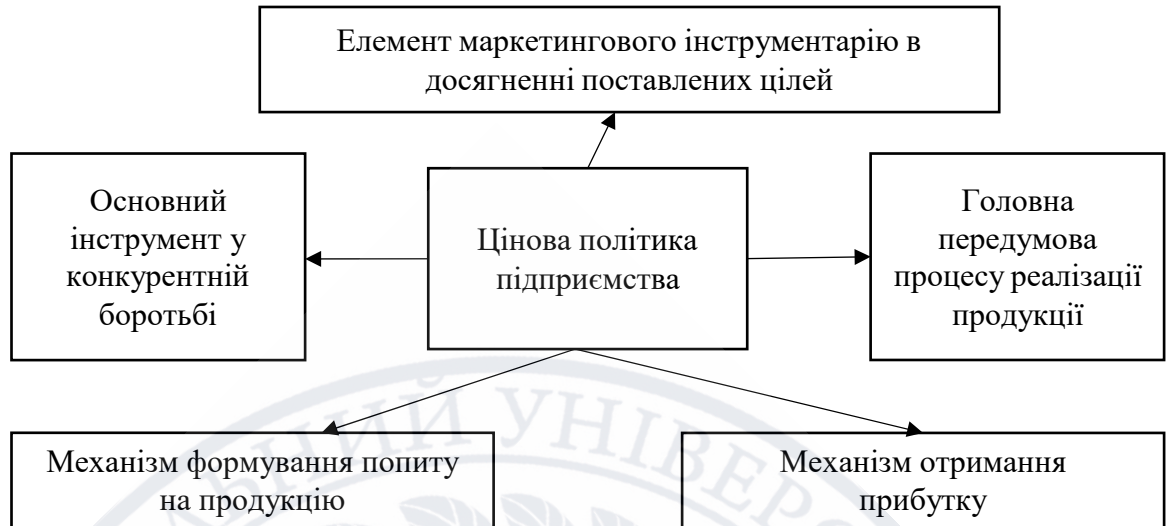 Елемент маркетингового інструментарію в
досягненні поставлених цілей
Основний
інструмент у
конкурентній
боротьбі
Цінова політика
підприємства
Головна
передумова
процесу реалізації
продукції
Механізм формування попиту
на продукцію
Механізм отримання
прибутку